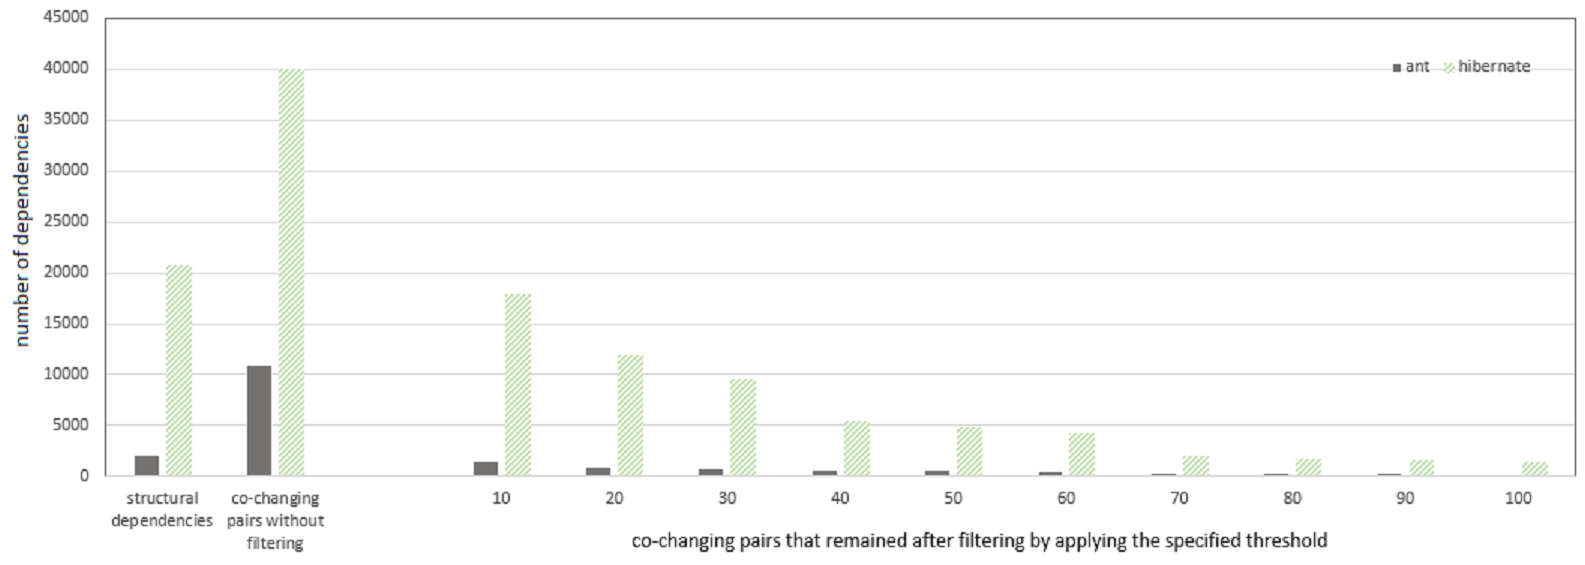 45000
40000
35000
30000
25000
20000
15000
10000
5000
0
number of dependencies
ant hibernate
structural dependencies
co-changing pairs without filtering
10 20 30 40 50 60 70 80 90 100
co-changing pairs that remained after filtering by applying the specified threshold